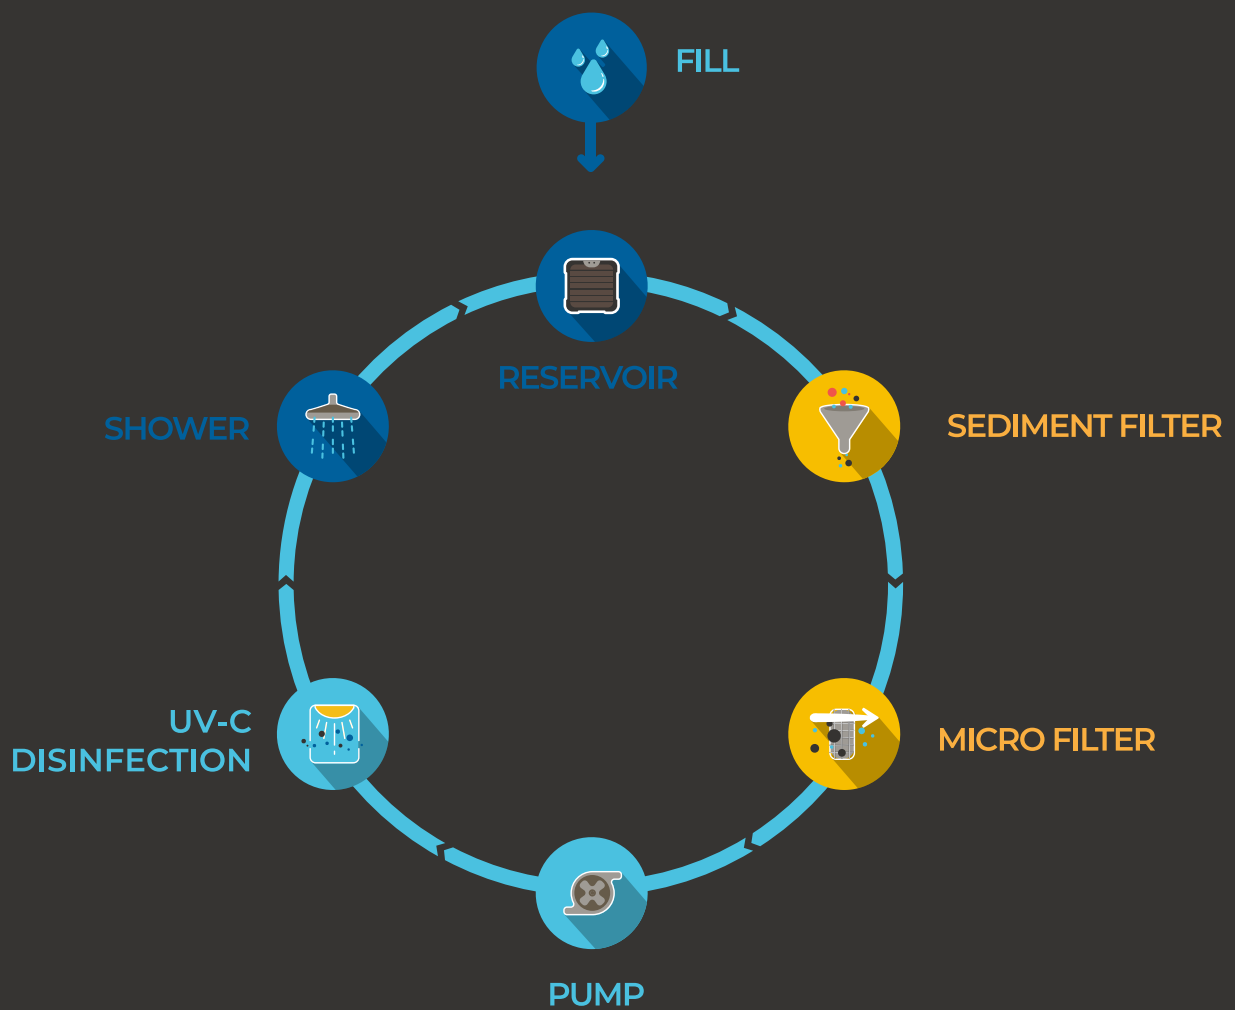 FILL
RESERVOIR
SHOWER
SEDIMENT FILTER
UV-C
DISINFECTION
MICRO FILTER
PUMP